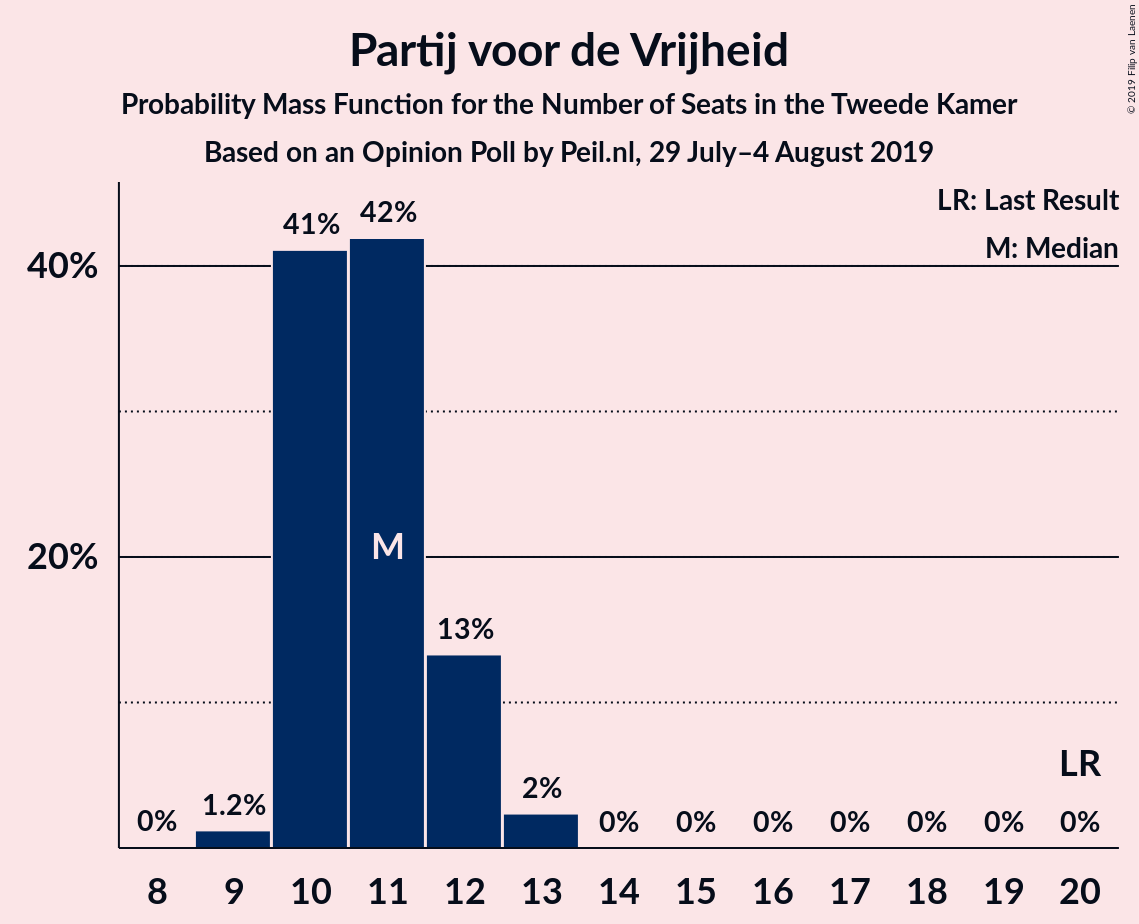 Partij voor de Vrijheid
Probability Mass Function for the Number of Seats in the Tweede Kamer
Based on an Opinion Poll by Peil.nl, 29 July–4 August 2019
© 2019 Filip van Laenen
LR: Last Result
M: Median
40%
20%
0%
1.2%
41%
42%
M
13%
2%
0%
0%
0%
0%
0%
0%
LR
0%
8 9 10 11 12 13 14 15 16 17 18 19 20